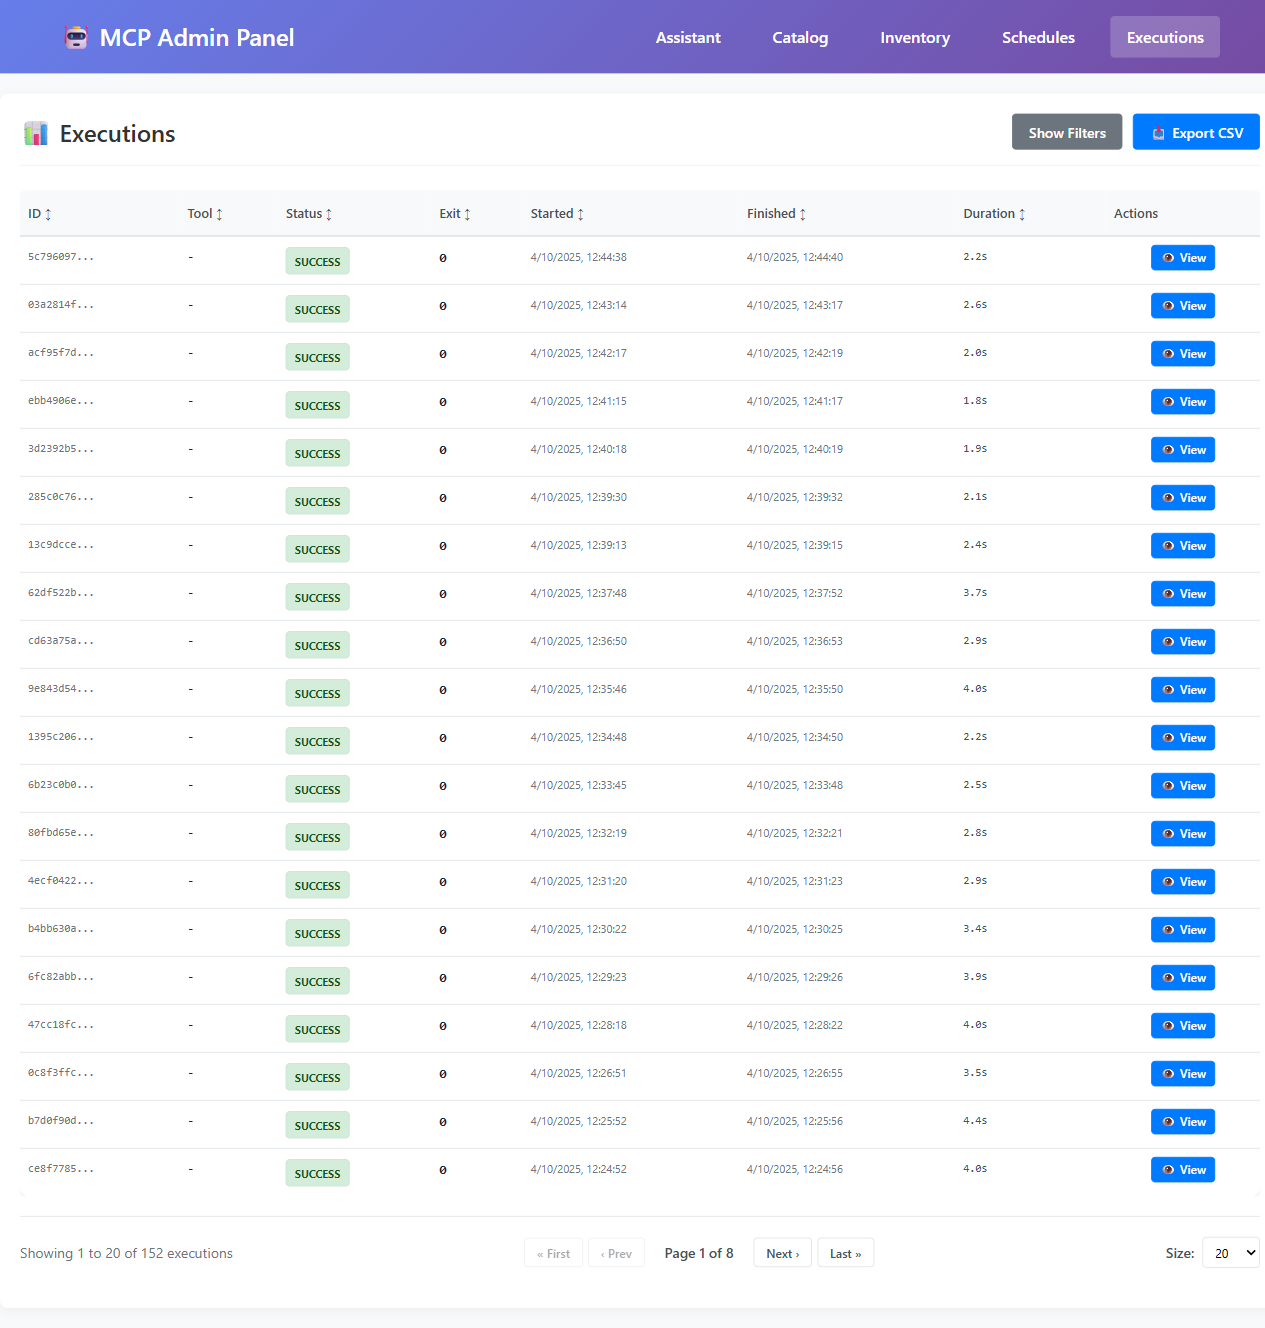 MCP Admin Panel Assistant Catalog Inventory Schedules Executions
Executions Show Filters Export CSV
ID ↕ Tool ↕ Status ↕ Exit ↕ Started ↕ Finished ↕ Duration ↕ Actions
5c796097... - SUCCESS 0 4/10/2025, 12:44:38 4/10/2025, 12:44:40 2.2s View
03a2814f... - SUCCESS 0 4/10/2025, 12:43:14 4/10/2025, 12:43:17 2.6s View
acf95f7d... - SUCCESS 0 4/10/2025, 12:42:17 4/10/2025, 12:42:19 2.0s View
ebb4906e... - SUCCESS 0 4/10/2025, 12:41:15 4/10/2025, 12:41:17 1.8s View
3d2392b5... - SUCCESS 0 4/10/2025, 12:40:18 4/10/2025, 12:40:19 1.9s View
285c0c76... - SUCCESS 0 4/10/2025, 12:39:30 4/10/2025, 12:39:32 2.1s View
13c9dcce... - SUCCESS 0 4/10/2025, 12:39:13 4/10/2025, 12:39:15 2.4s View
62df522b... - SUCCESS 0 4/10/2025, 12:37:48 4/10/2025, 12:37:52 3.7s View
cd63a75a... - SUCCESS 0 4/10/2025, 12:36:50 4/10/2025, 12:36:53 2.9s View
9e843d54... - SUCCESS 0 4/10/2025, 12:35:46 4/10/2025, 12:35:50 4.0s View
1395c206... - SUCCESS 0 4/10/2025, 12:34:48 4/10/2025, 12:34:50 2.2s View
6b23c0b0... - SUCCESS 0 4/10/2025, 12:33:45 4/10/2025, 12:33:48 2.5s View
80fbd65e... - SUCCESS 0 4/10/2025, 12:32:19 4/10/2025, 12:32:21 2.8s View
4ecf0422... - SUCCESS 0 4/10/2025, 12:31:20 4/10/2025, 12:31:23 2.9s View
b4bb630a... - SUCCESS 0 4/10/2025, 12:30:22 4/10/2025, 12:30:25 3.4s View
6fc82abb... - SUCCESS 0 4/10/2025, 12:29:23 4/10/2025, 12:29:26 3.9s View
47cc18fc... - SUCCESS 0 4/10/2025, 12:28:18 4/10/2025, 12:28:22 4.0s View
0c8f3ffc... - SUCCESS 0 4/10/2025, 12:26:51 4/10/2025, 12:26:55 3.5s View
b7d0f90d... - SUCCESS 0 4/10/2025, 12:25:52 4/10/2025, 12:25:56 4.4s View
ce8f7785... - SUCCESS 0 4/10/2025, 12:24:52 4/10/2025, 12:24:56 4.0s View
Showing 1 to 20 of 152 executions « First ‹ Prev Page 1 of 8 Next › Last » Size: 20